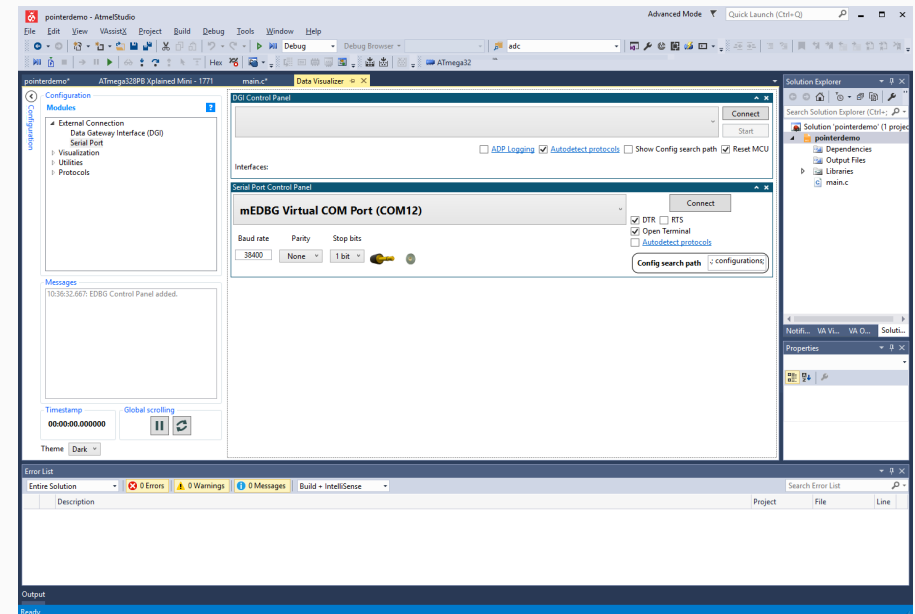 pointerdemo - AtmelStudio
Advanced Mode
Quick Launch (Ctrl+Q)
File Edit View VAssistX Project Build Debug Tools Window Help
Debug
Debug Browser
adc
Hex
ATmega32
pointerdemo*
ATmega328PB Xplained Mini - 1771
main.c*
Data Visualizer
Configuration
Configuration
Modules
?
External Connection
Data Gateway Interface (DGI)
Serial Port
Visualization
Utilities
Protocols
Messages
10:36:32.667: EDBG Control Panel added.
Timestamp
00:00:00.000000
Global scrolling
Theme Dark
DGI Control Panel
Connect
Start
ADP Logging Autodetect protocols Show Config search path Reset MCU
Interfaces:
Serial Port Control Panel
mEDBG Virtual COM Port (COM12)
Connect
DTR RTS
Open Terminal
Autodetect protocols
Baud rate Parity Stop bits
38400 None 1 bit
Config search path
configurations;
Solution Explorer
Search Solution Explorer (Ctrl+;
Solution 'pointerdemo' (1 projec
pointerdemo
Dependencies
Output Files
Libraries
main.c
Notifi... VA Vi... VA O... Soluti...
Properties
Error List
Entire Solution
0 Errors
0 Warnings
0 Messages
Build + IntelliSense
Search Error List
Description Project File Line
Output
Ready